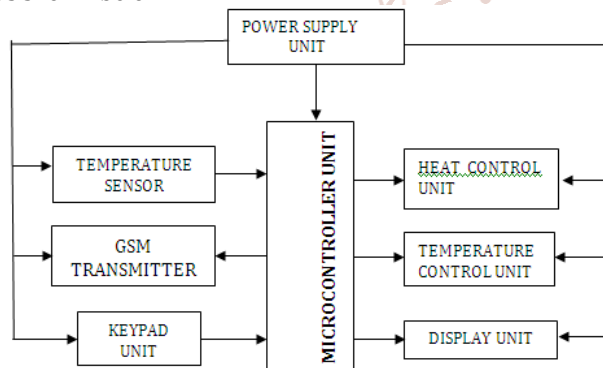 POWER SUPPLY
UNIT
TEMPERATURE
SENSOR
GSM
TRANSMITTER
KEYPAD
UNIT
MICROCONTROLLER UNIT
HEAT CONTROL
UNIT
TEMPERATURE
CONTROL UNIT
DISPLAY UNIT